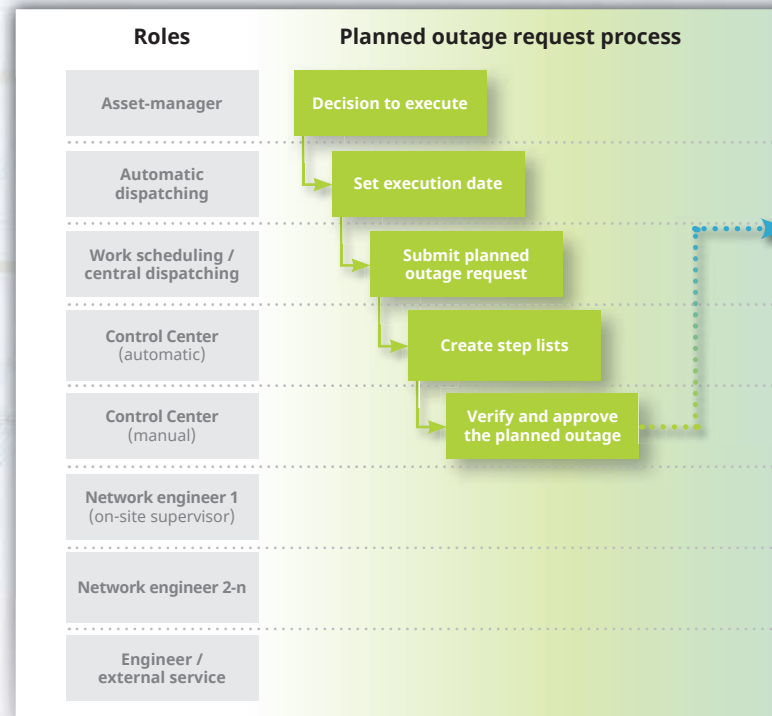 Roles
Planned outage request process
Asset-manager
Decision to execute
Automatic
dispatching
Set execution date
Work scheduling /
central dispatching
Submit planned
outage request
Control Center
(automatic)
Create step lists
Control Center
(manual)
Verify and approve
the planned outage
Network engineer 1
(on-site supervisor)
Network engineer 2-n
Engineer /
external service